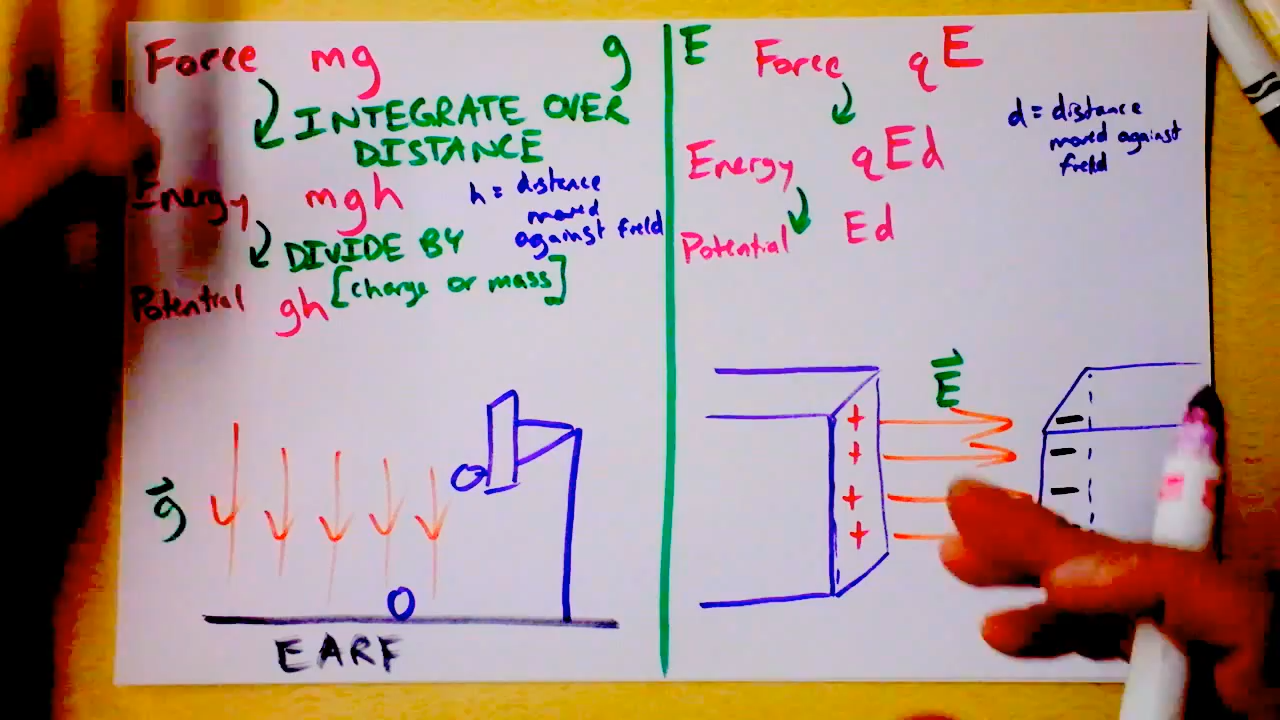 Force mg g
INTEGRATE OVER
DISTANCE
Energy mgh
h = distance
moved
against field
DIVIDE BY
[charge or mass]
Potential gh
g
EARF
E Force qE
d = distance
moved against
field
Energy qEd
Potential Ed
E
+
+
+
+
−
−
−